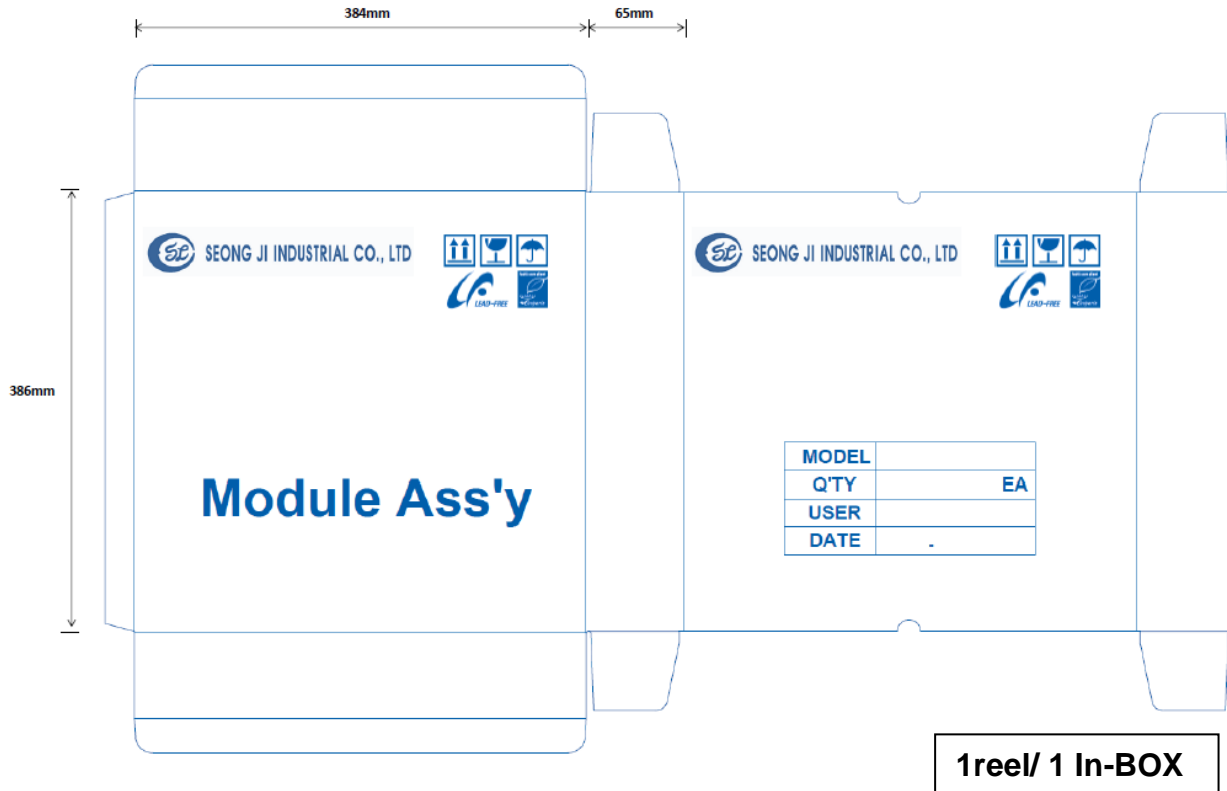 384mm
65mm
SEONG JI INDUSTRIAL CO., LTD
LEAD-FREE
SEONG JI INDUSTRIAL CO., LTD
LEAD-FREE
386mm
Module Ass'y
MODEL
Q'TY EA
USER
DATE .
1reel/ 1 In-BOX